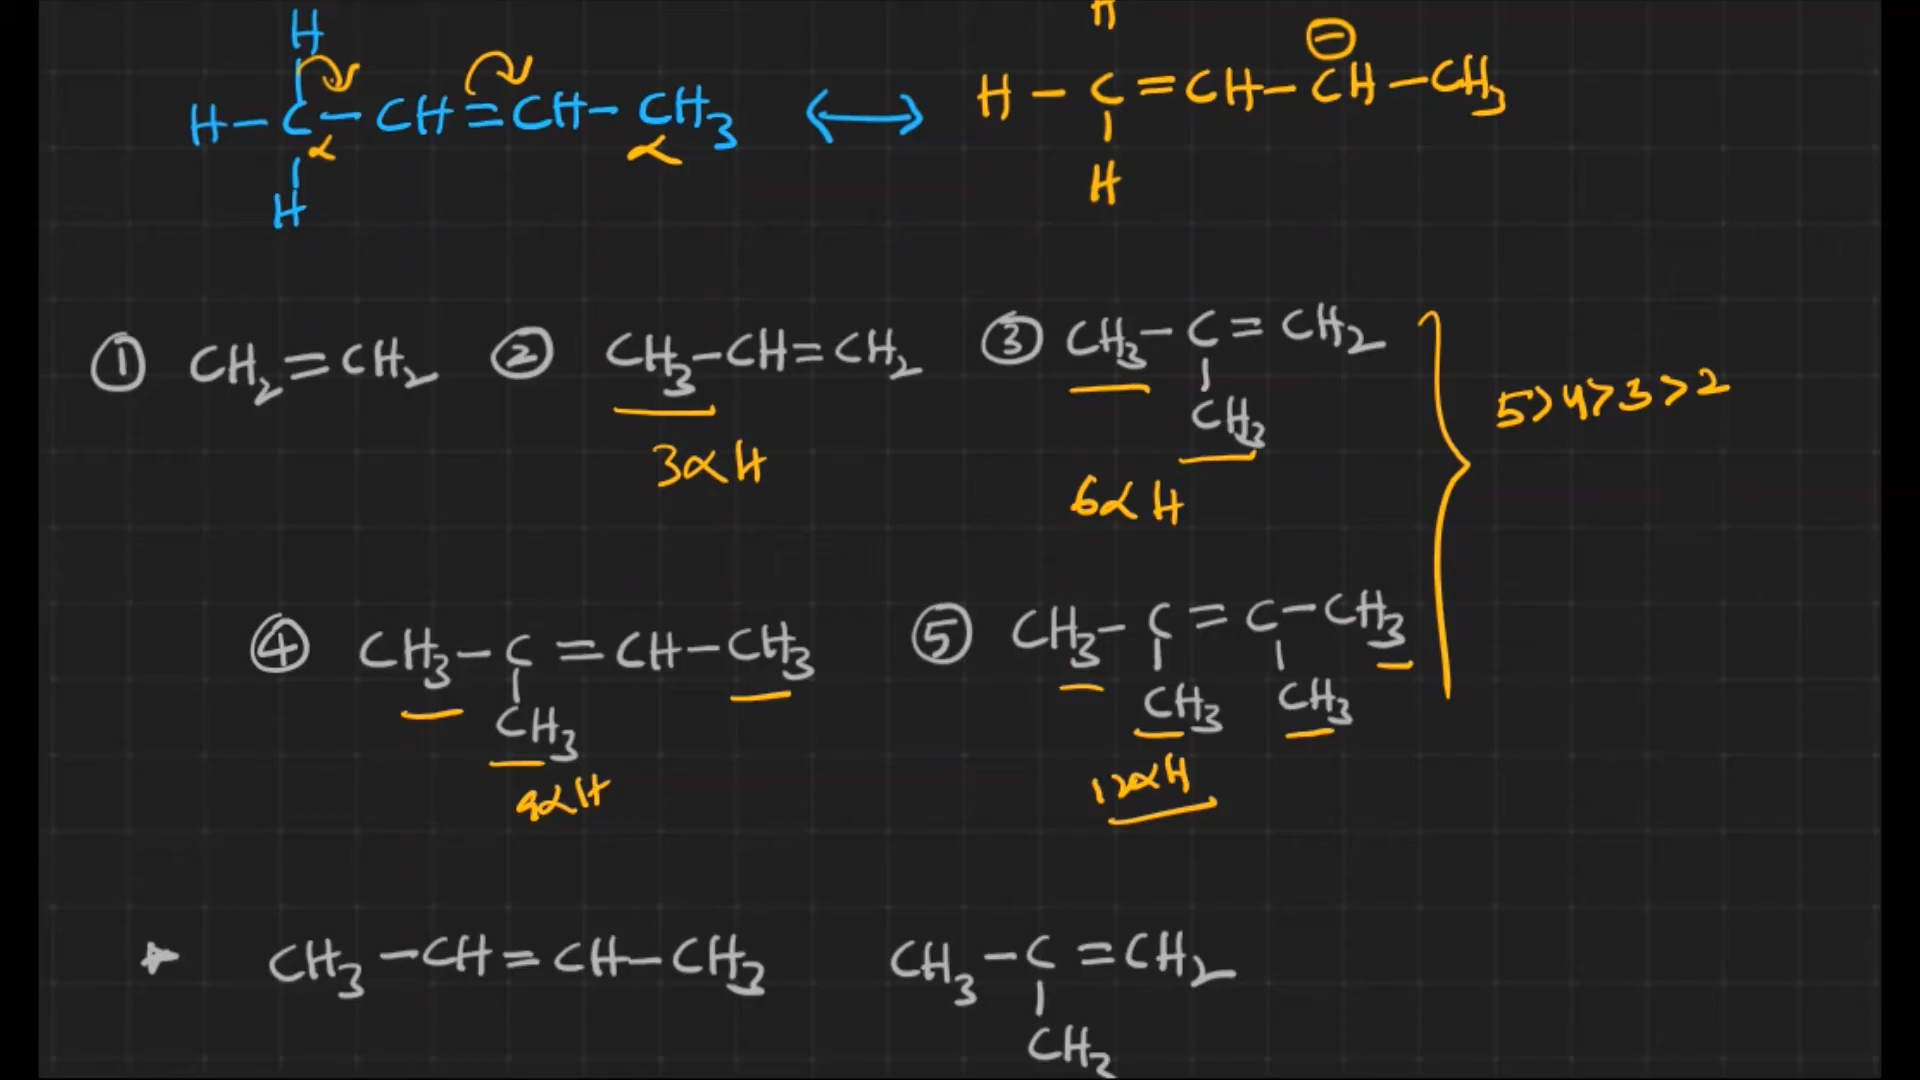 H H
H–C–CH=CH–CH₃ ⟷ H–C=CH–CH–CH₃
α α ⊖
H H
① CH₂=CH₂ ② CH₃–CH=CH₂ ③ CH₃–C=CH₂
CH₃
3αH 6αH
5>4>3>2
④ CH₃–C=CH–CH₃ ⑤ CH₃–C=C–CH₃
CH₃ CH₃ CH₃
9αH 12αH
CH₃–CH=CH–CH₃ CH₃–C=CH₂
CH₃